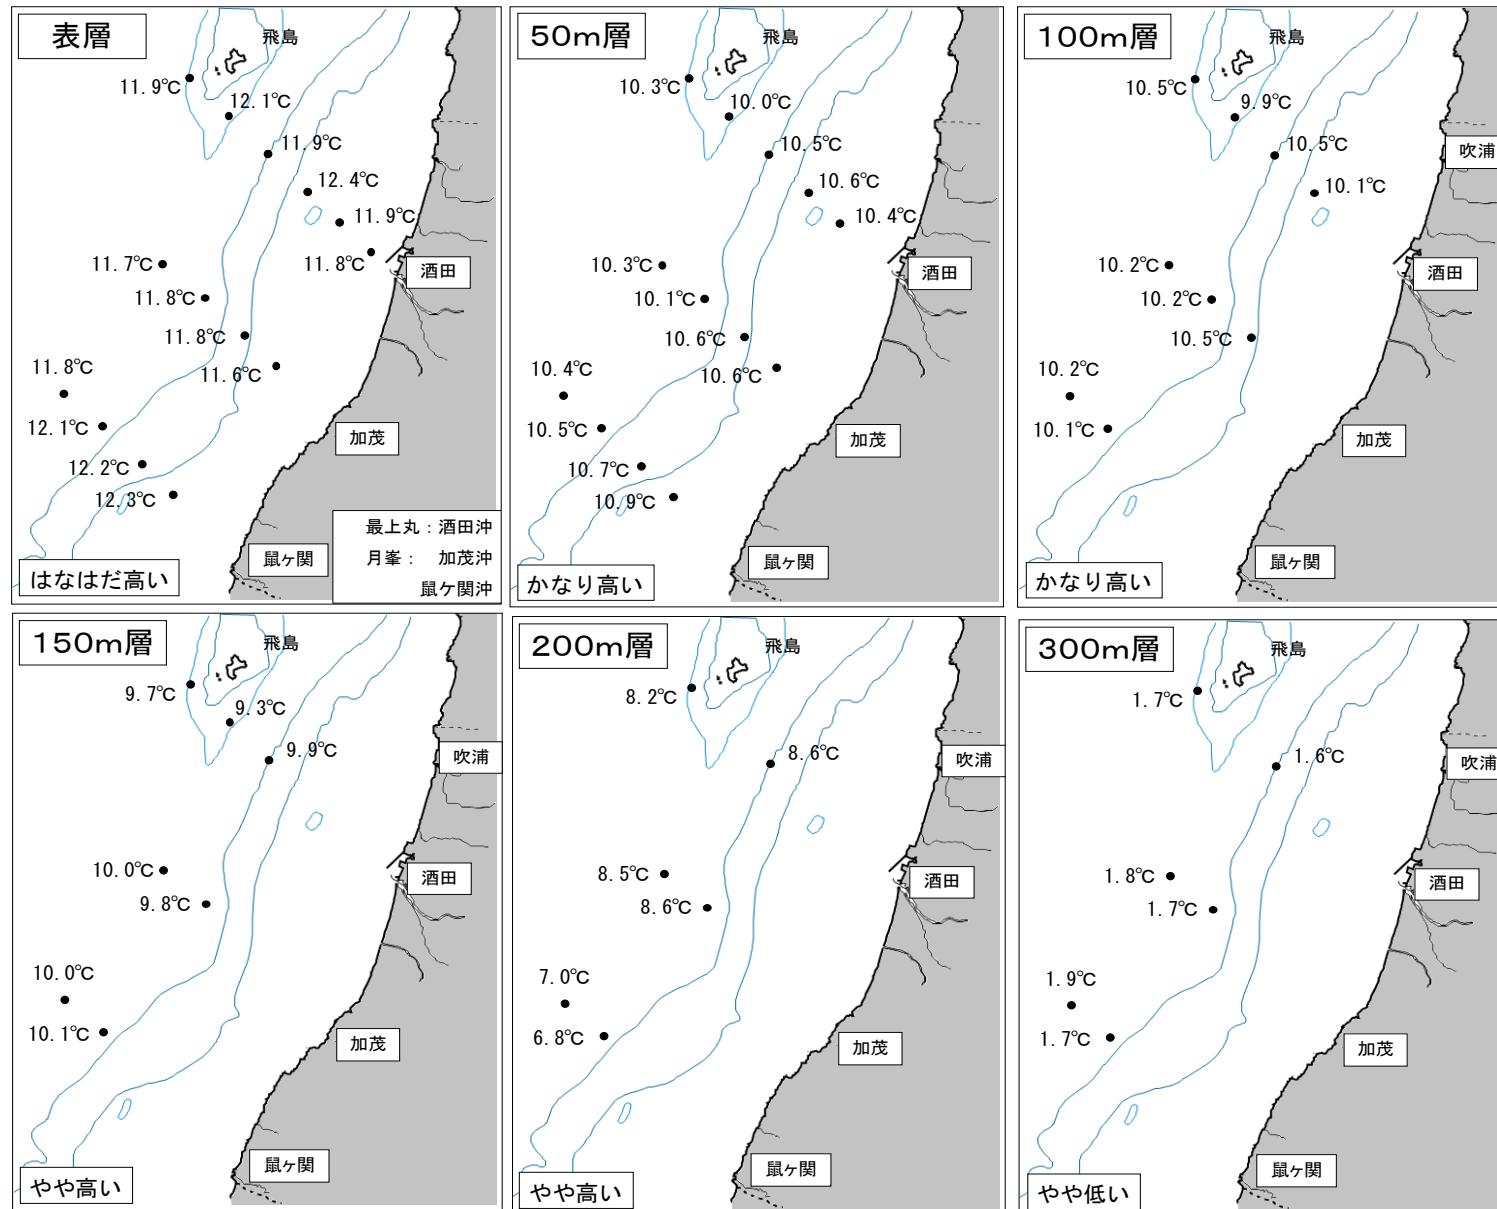 表層
飛島
11.9℃
12.1℃
11.9℃
12.4℃
11.9℃
11.8℃
11.7℃
酒田
11.8℃
11.8℃
11.8℃
11.6℃
12.1℃
加茂
12.2℃
12.3℃
最上丸：酒田沖
月峯： 加茂沖
鼠ケ関沖
鼠ヶ関
はなはだ高い
50m層
飛島
10.3℃
10.0℃
10.5℃
10.6℃
10.4℃
10.3℃
酒田
10.1℃
10.6℃
10.4℃
10.6℃
10.5℃
加茂
10.7℃
10.9℃
鼠ヶ関
かなり高い
100m層
飛島
10.5℃
9.9℃
吹浦
10.5℃
10.1℃
10.2℃
酒田
10.2℃
10.5℃
10.2℃
10.1℃
加茂
鼠ヶ関
かなり高い
150m層
飛島
9.7℃
9.3℃
9.9℃
吹浦
10.0℃
酒田
9.8℃
10.0℃
10.1℃
加茂
鼠ヶ関
やや高い
200m層
飛島
8.2℃
8.6℃
吹浦
8.5℃
酒田
8.6℃
7.0℃
6.8℃
加茂
鼠ヶ関
やや高い
300m層
飛島
1.7℃
1.6℃
吹浦
1.8℃
酒田
1.7℃
1.9℃
1.7℃
加茂
鼠ヶ関
やや低い